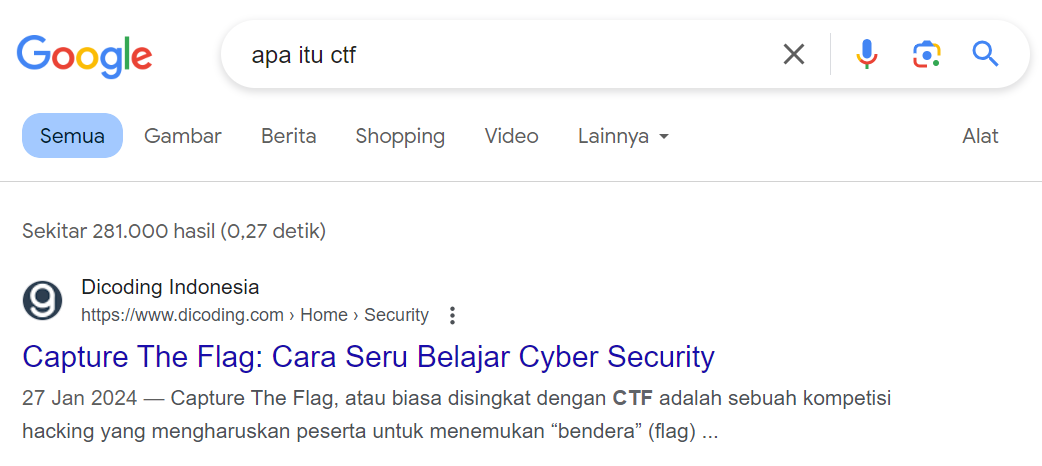 Google
apa itu ctf
Semua Gambar Berita Shopping Video Lainnya Alat
Sekitar 281.000 hasil (0,27 detik)
Dicoding Indonesia
https://www.dicoding.com › Home › Security
Capture The Flag: Cara Seru Belajar Cyber Security
27 Jan 2024 — Capture The Flag, atau biasa disingkat dengan CTF adalah sebuah kompetisi
hacking yang mengharuskan peserta untuk menemukan “bendera” (flag) ...